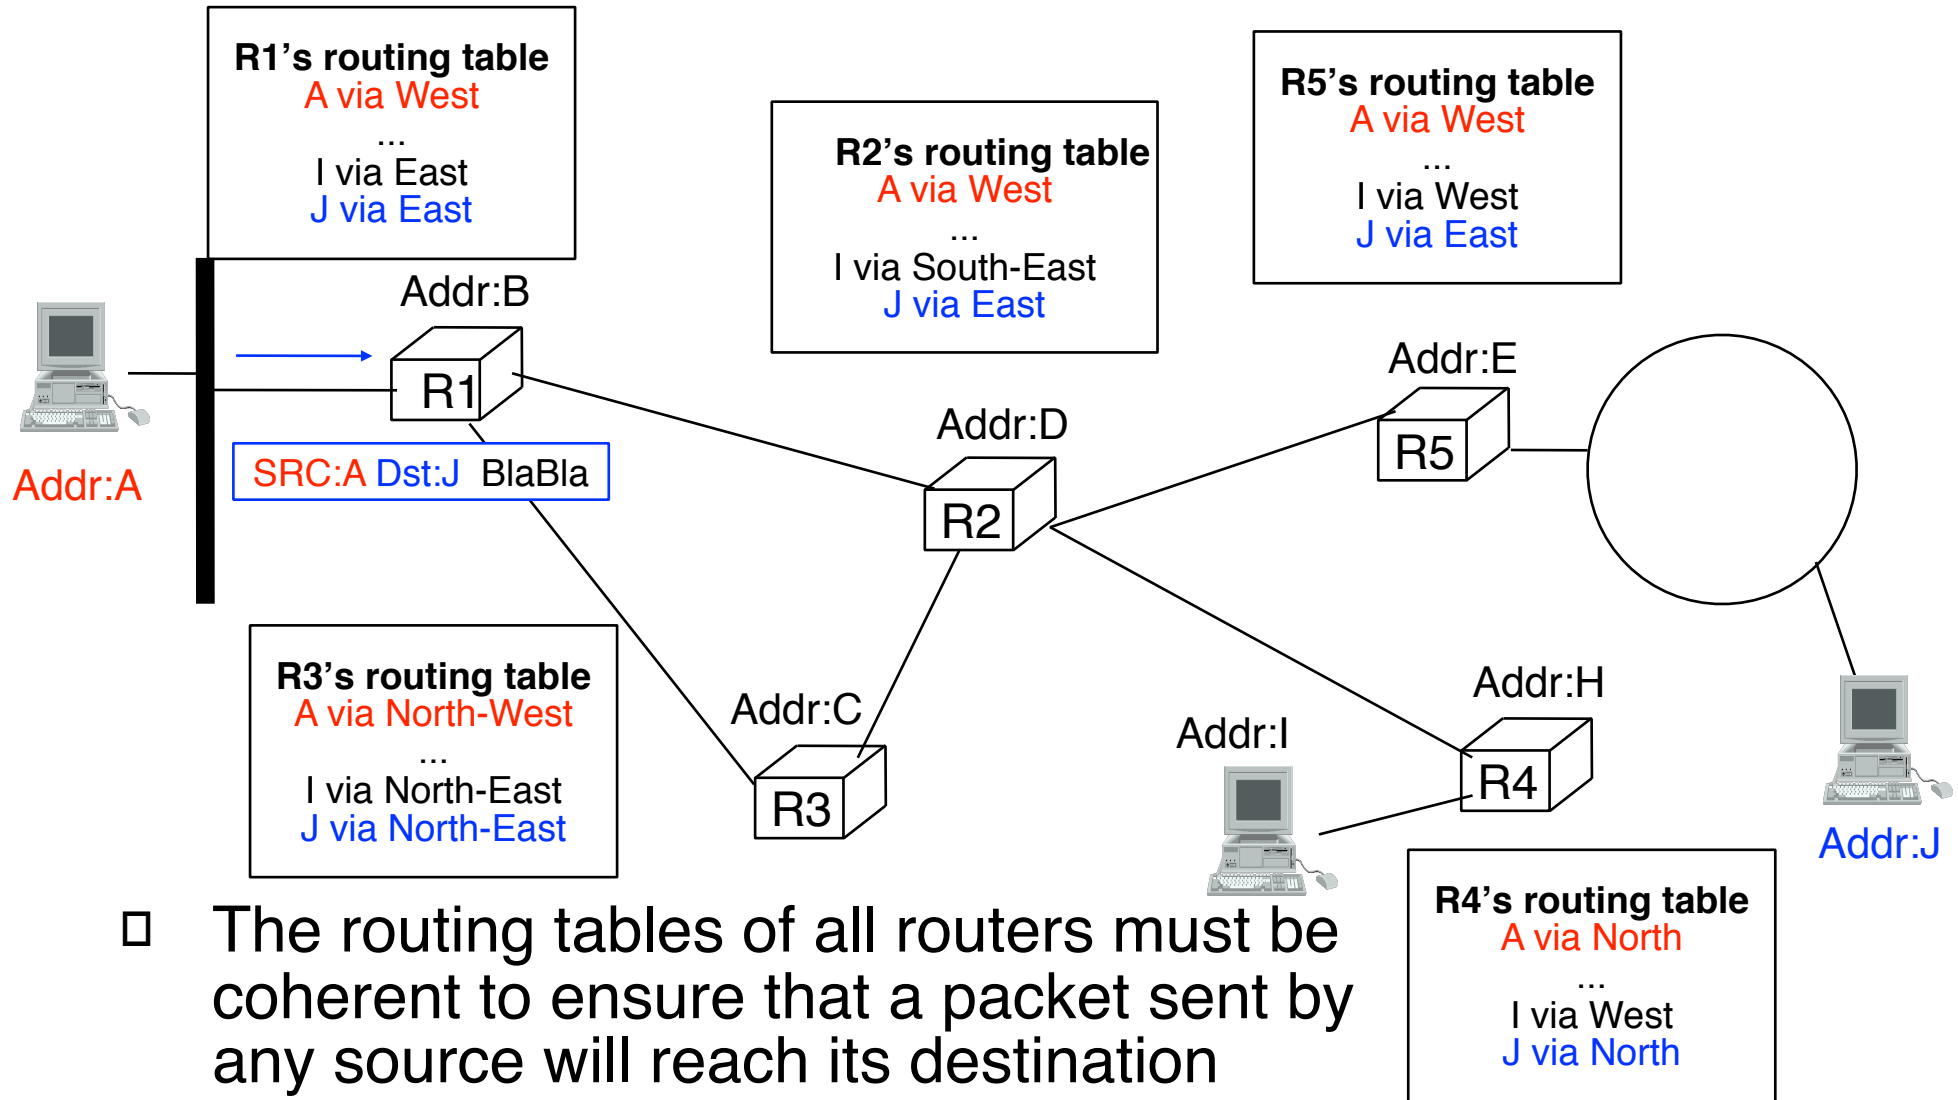 R1’s routing table
A via West
...
I via East
J via East
R2’s routing table
A via West
...
I via South-East
J via East
R5’s routing table
A via West
...
I via West
J via East
Addr:B
R1
Addr:A
SRC:A Dst:J BlaBla
Addr:D
R2
Addr:E
R5
R3’s routing table
A via North-West
...
I via North-East
J via North-East
Addr:C
R3
Addr:I
Addr:H
R4
Addr:J
R4’s routing table
A via North
...
I via West
J via North
The routing tables of all routers must be
coherent to ensure that a packet sent by
any source will reach its destination